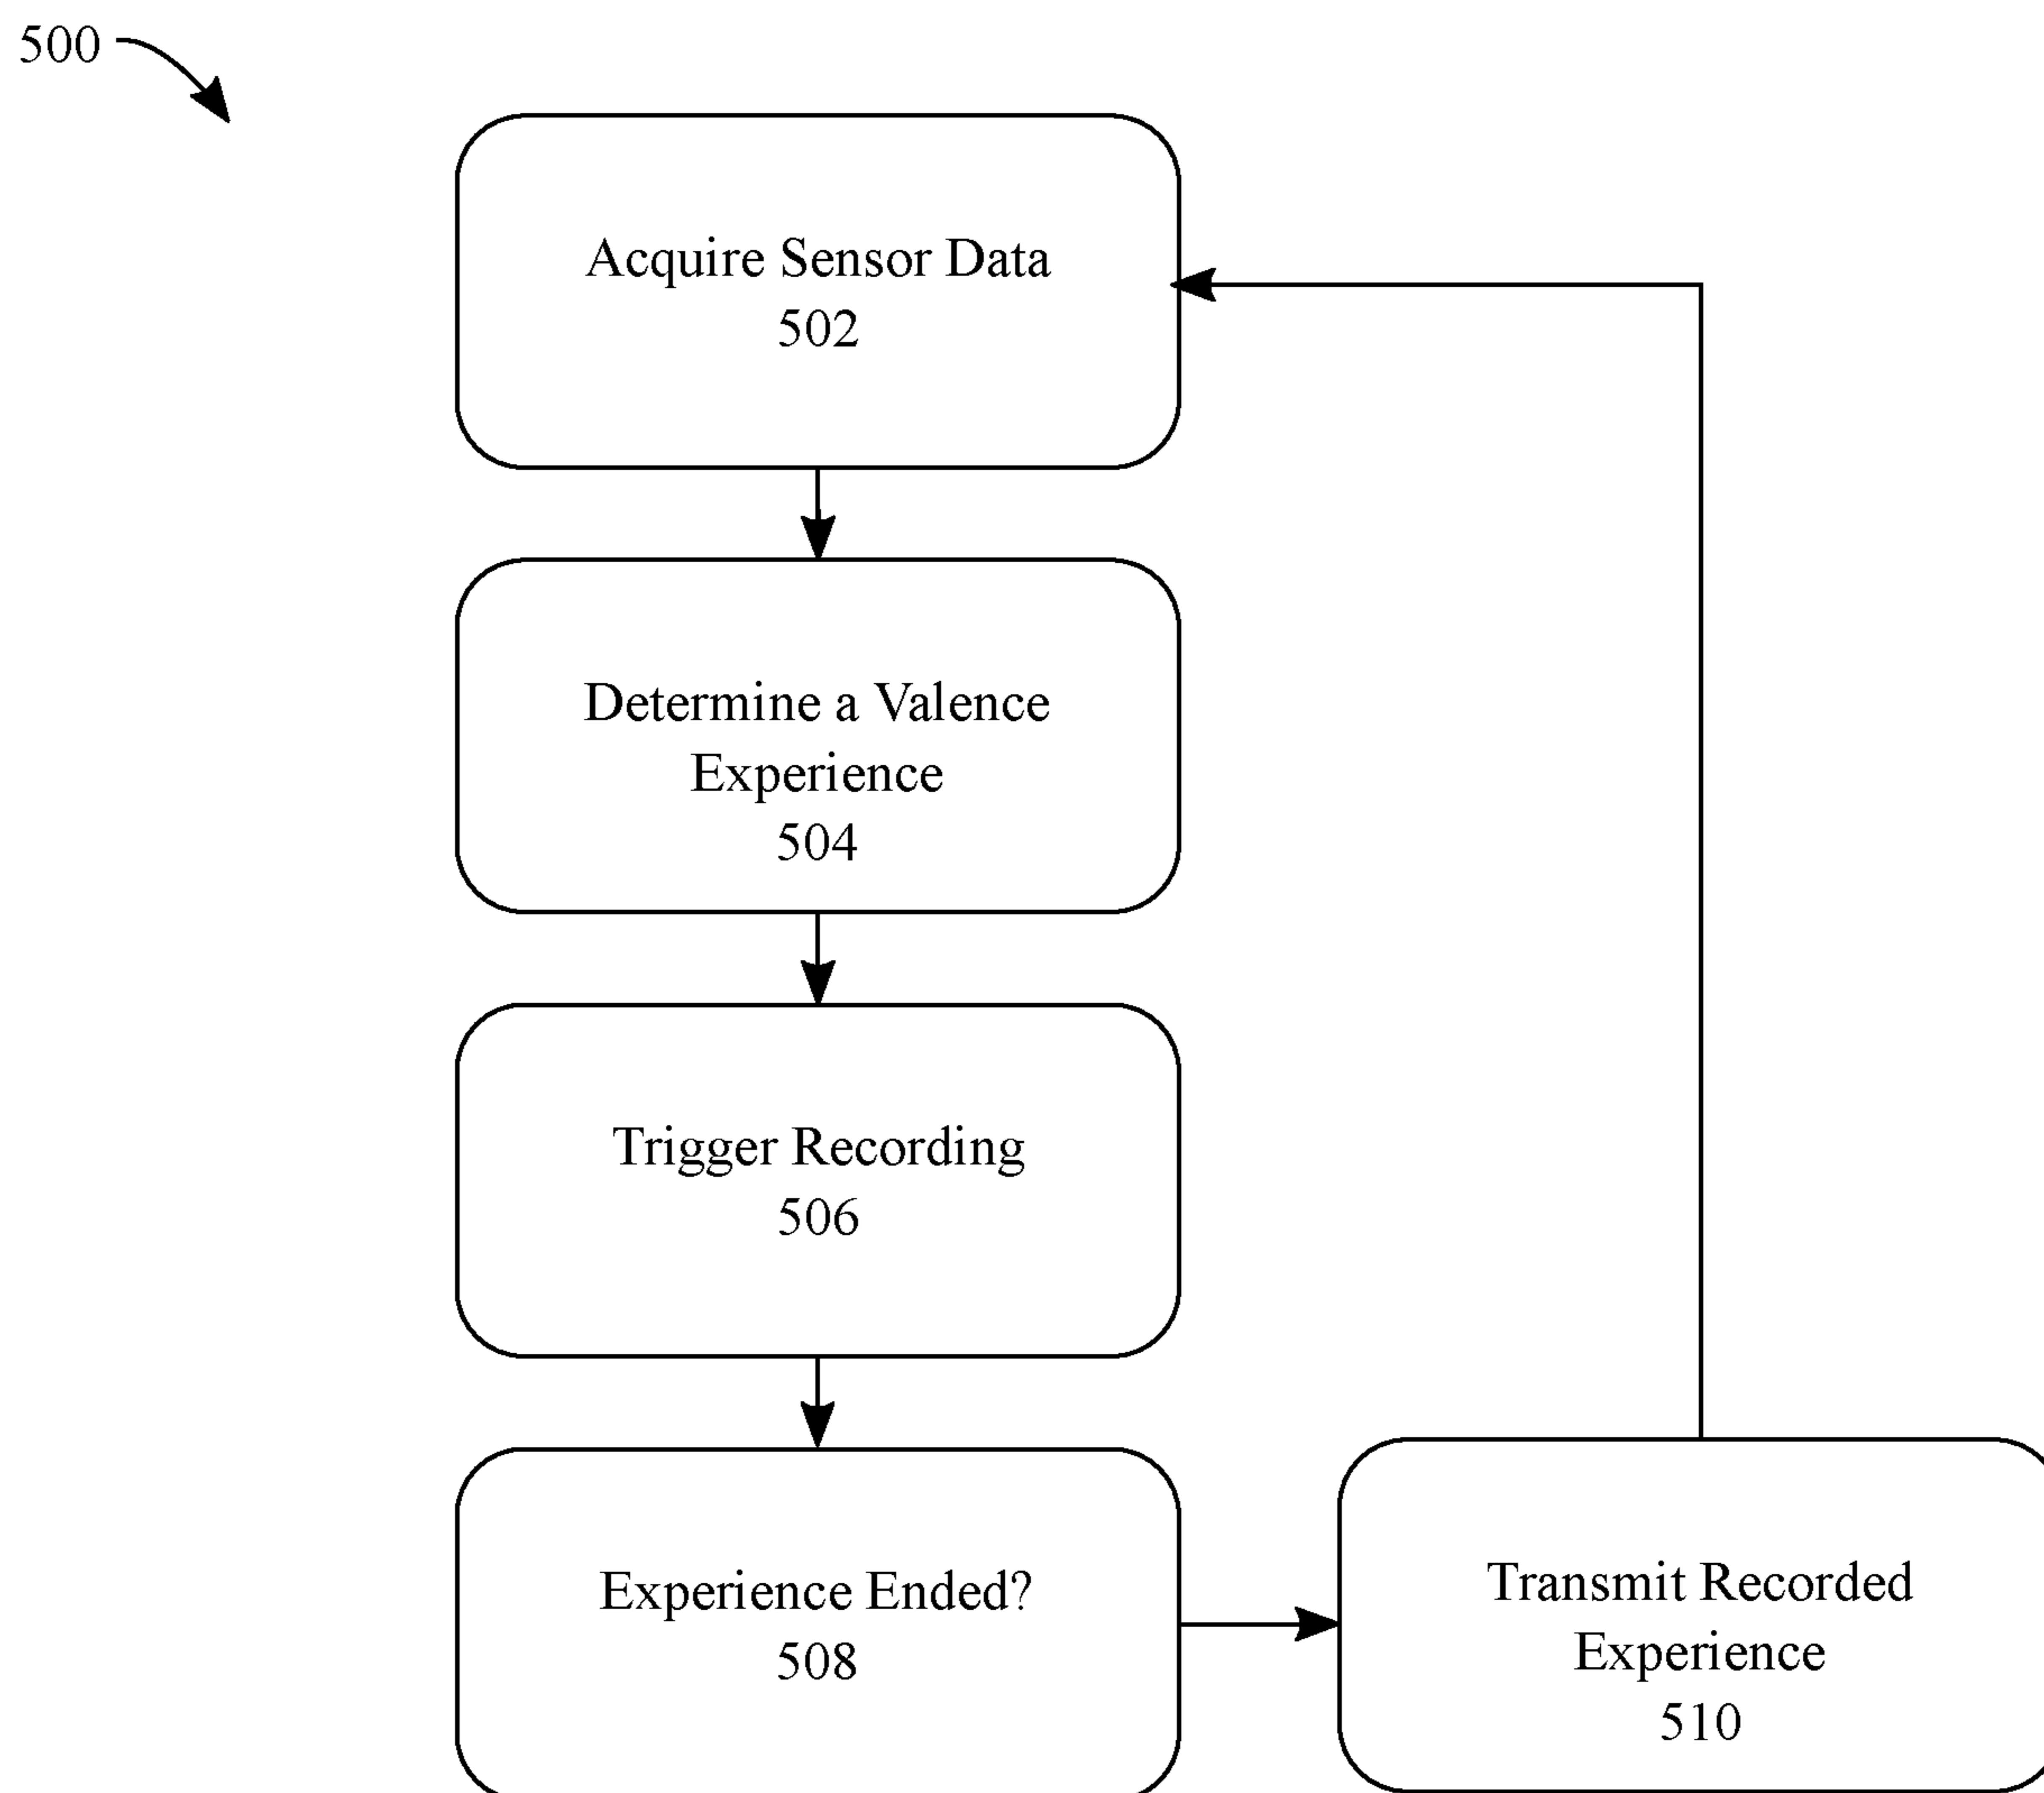 500
Acquire Sensor Data
502
Determine a Valence
Experience
504
Trigger Recording
506
Experience Ended?
508
Transmit Recorded
Experience
510